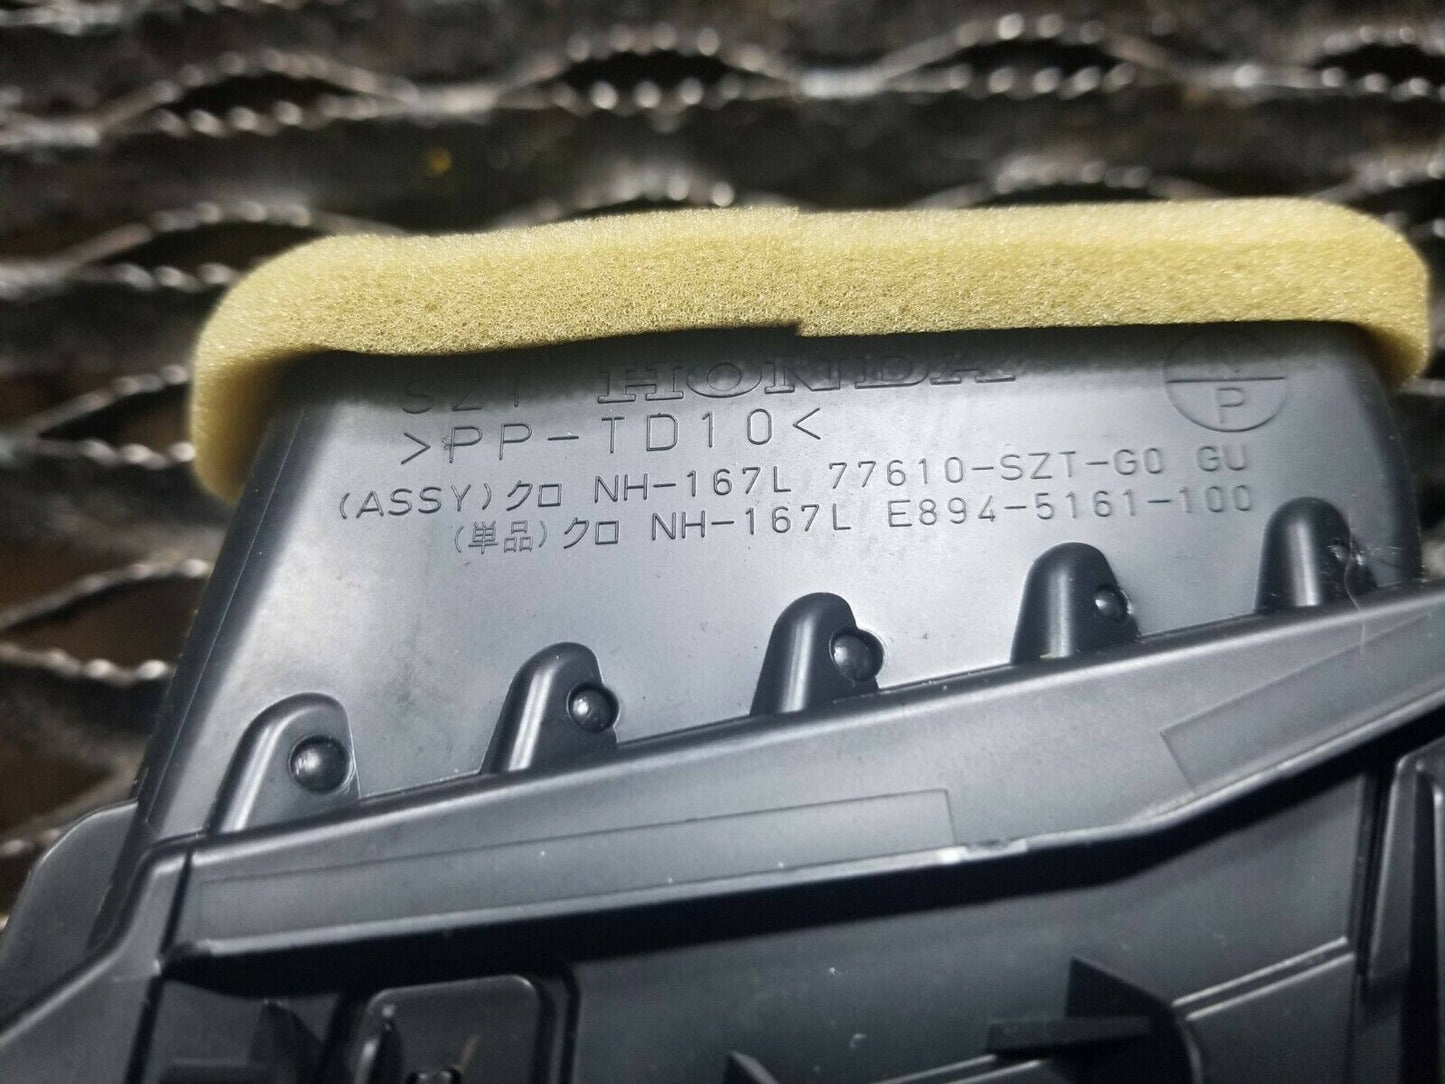 SZT HONDA
>PP-TD10<
(ASSY)クロ NH-167L 77610-SZT-G0 GU
(単品)クロ NH-167L E894-5161-100
P